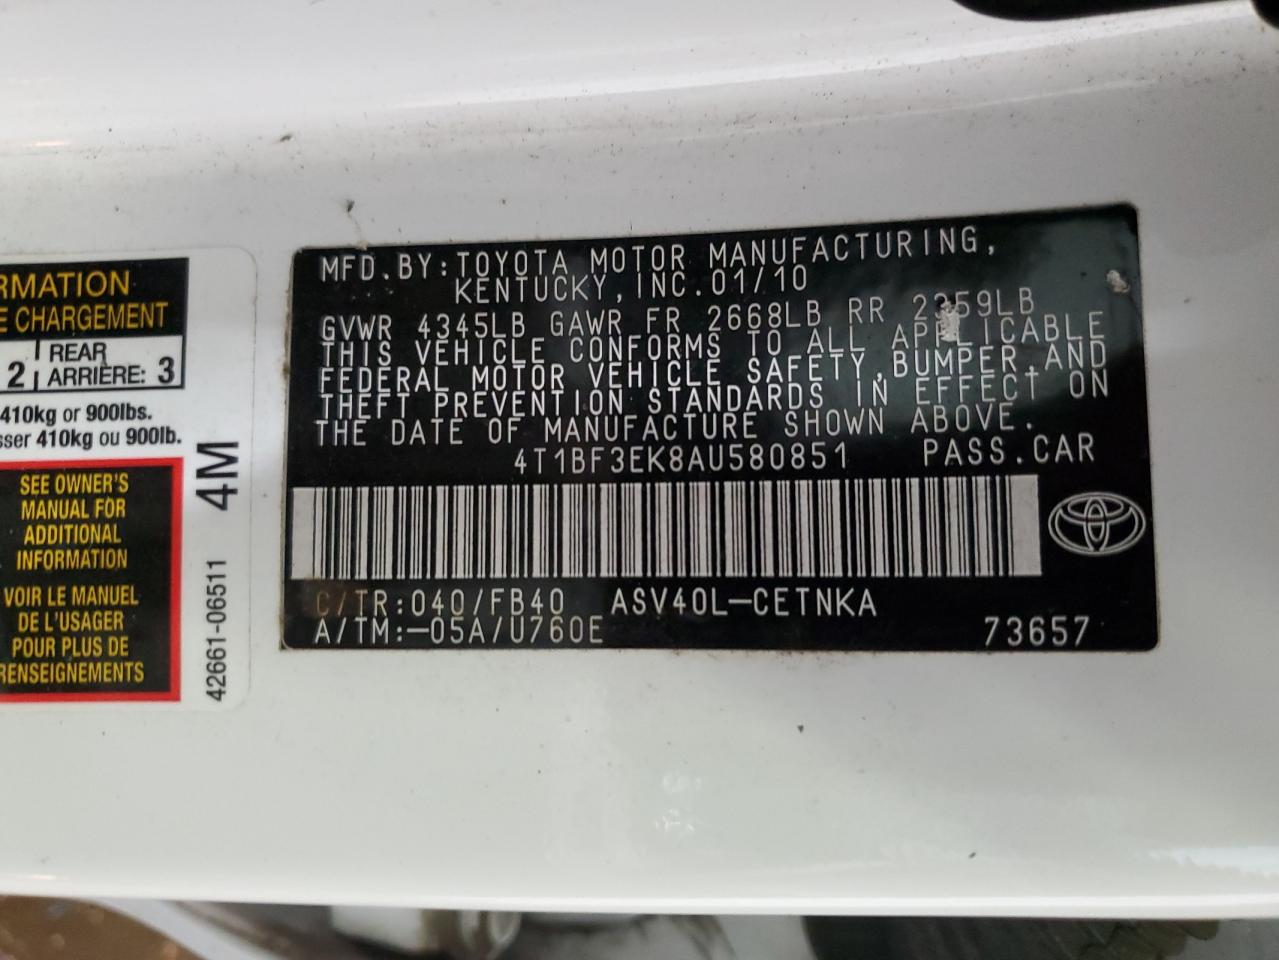 RMATION
E CHARGEMENT
2 REAR
ARRIÈRE: 3
410kg or 900lbs.
sser 410kg ou 900lb.
SEE OWNER'S
MANUAL FOR
ADDITIONAL
INFORMATION
VOIR LE MANUEL
DE L'USAGER
POUR PLUS DE
RENSEIGNEMENTS
42661-06511 4M
MFD.BY:TOYOTA MOTOR MANUFACTURING,
KENTUCKY,INC.01/10
GVWR 4345LB GAWR FR 2668LB RR 2359LB
THIS VEHICLE CONFORMS TO ALL APPLICABLE
FEDERAL MOTOR VEHICLE SAFETY,BUMPER,AND
THEFT PREVENTION STANDARDS IN EFFECT ON
THE DATE OF MANUFACTURE SHOWN ABOVE.
4T1BF3EK8AU580851 PASS.CAR
C/TR:040/FB40 ASV40L-CETNKA
A/TM:-05A/U760E 73657